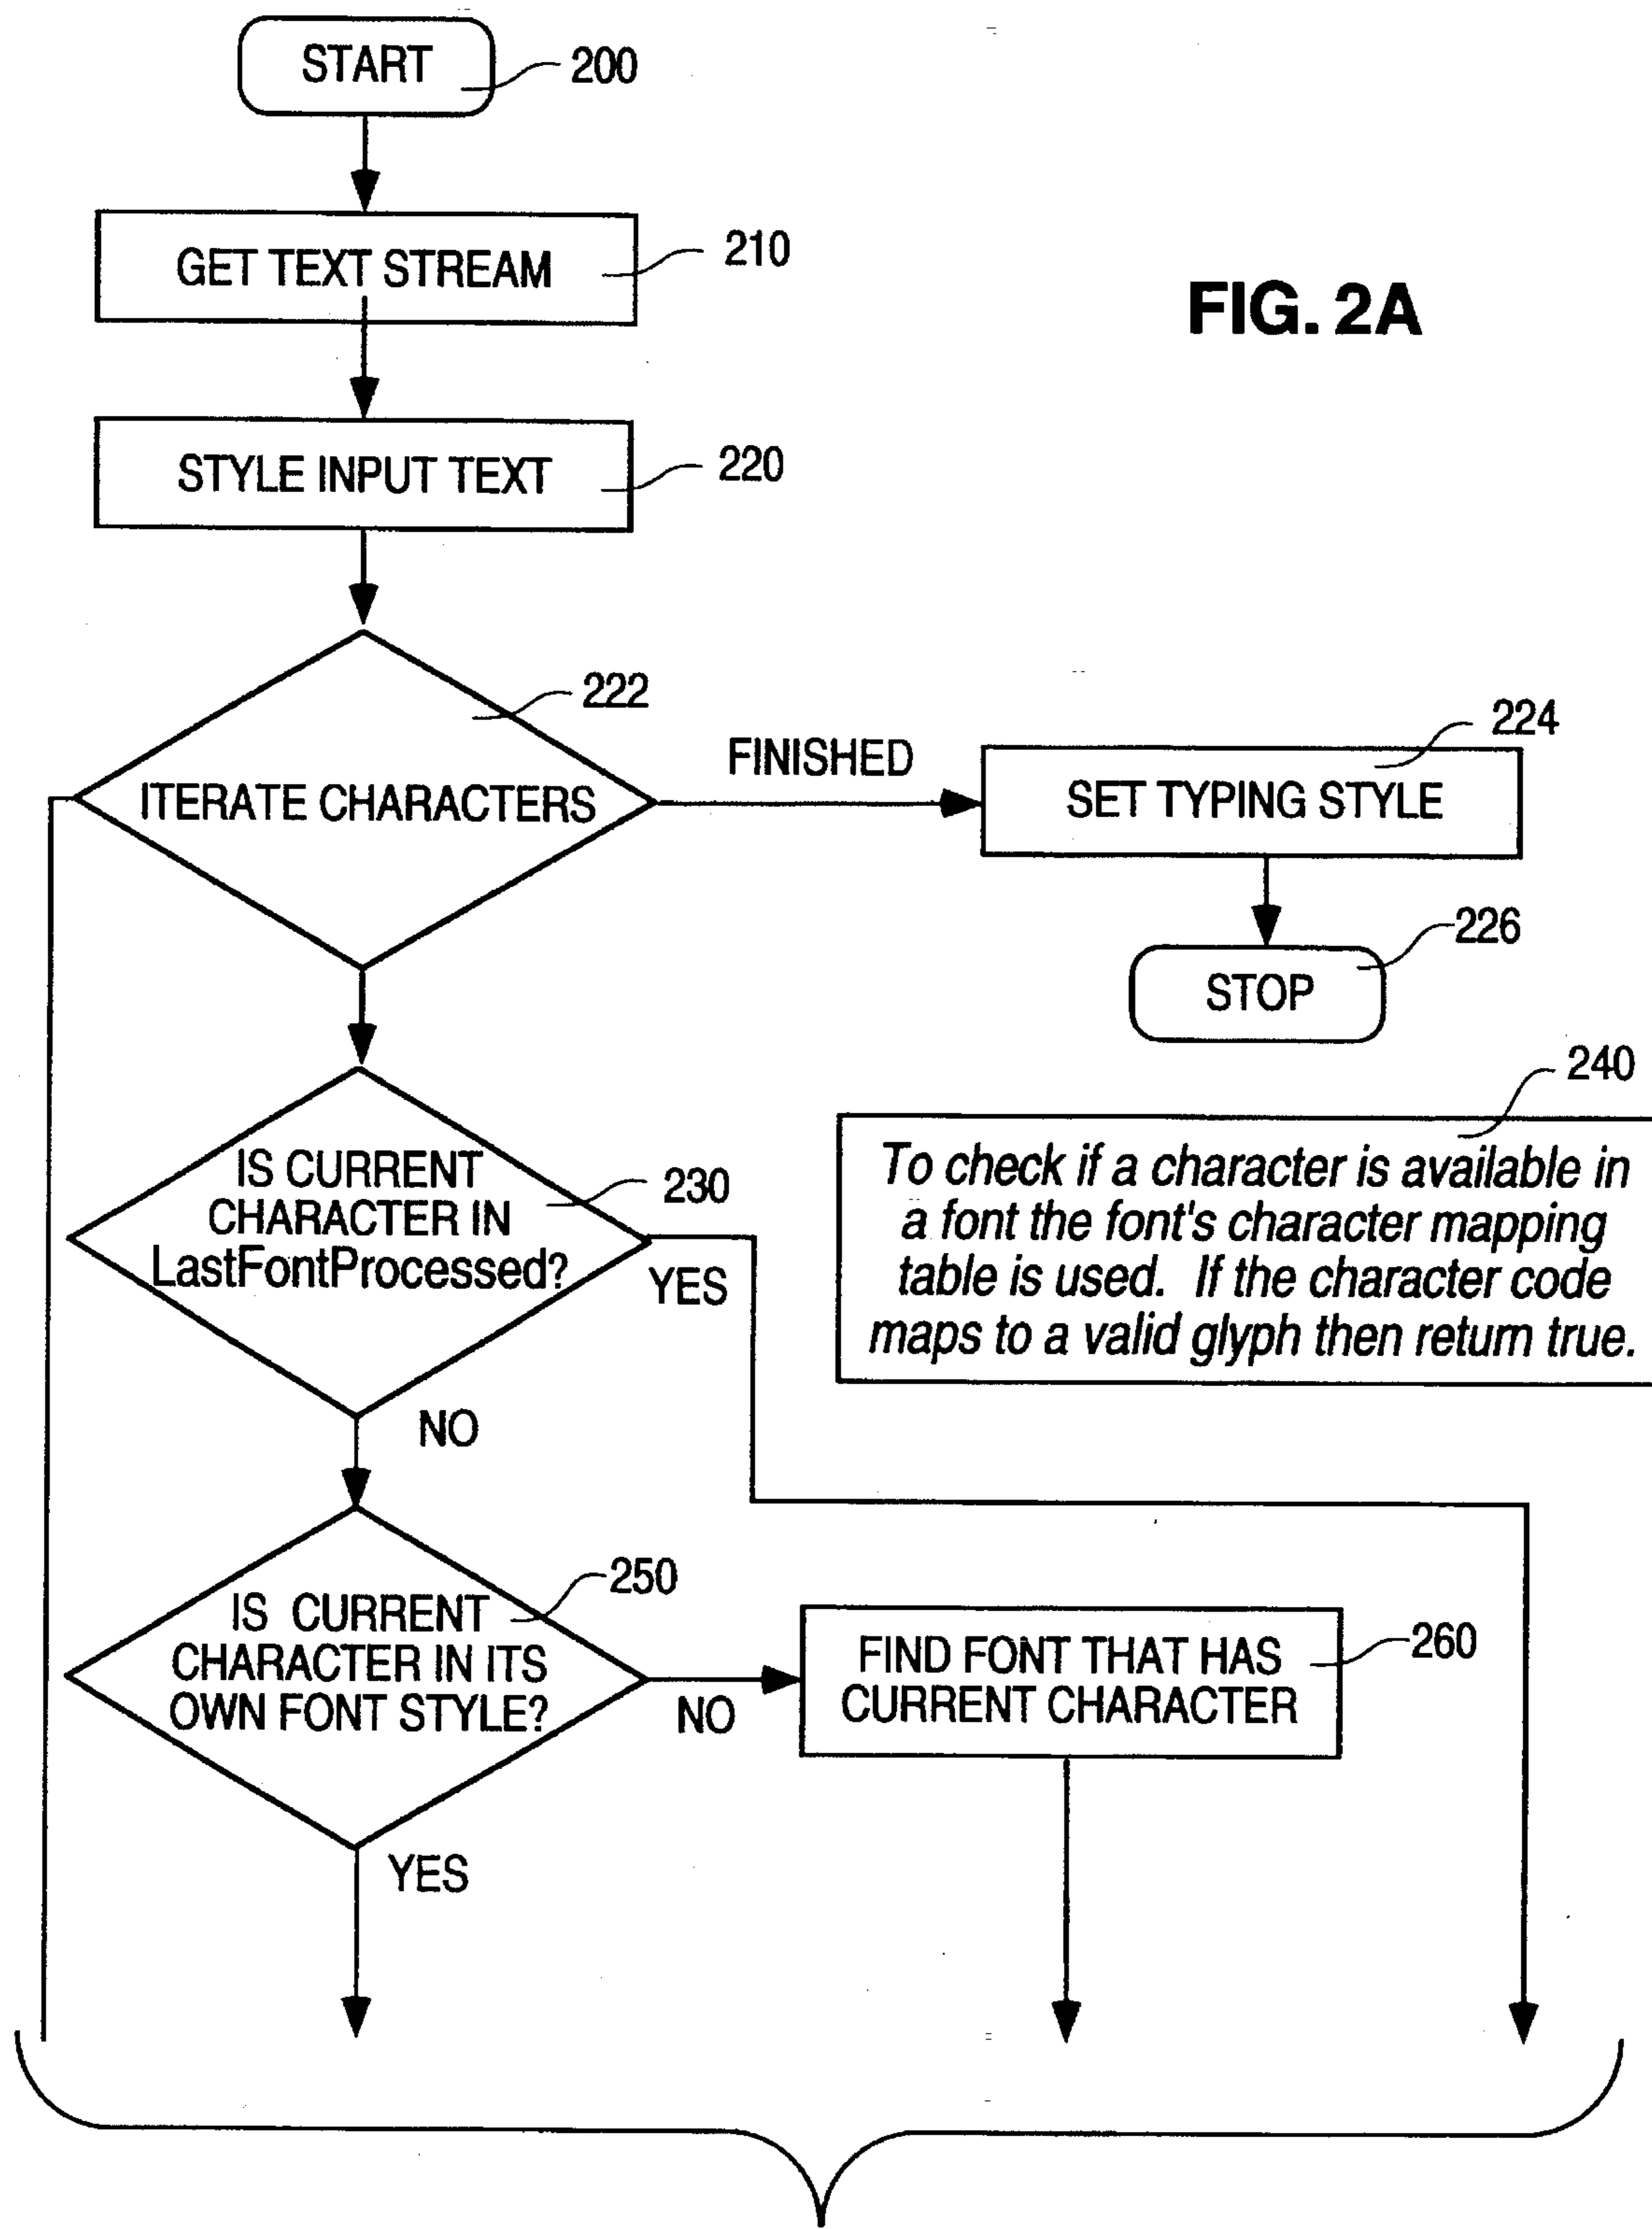 START
200
GET TEXT STREAM
210
FIG. 2A
STYLE INPUT TEXT
220
222
ITERATE CHARACTERS
FINISHED
224
SET TYPING STYLE
226
STOP
IS CURRENT
CHARACTER IN
LastFontProcessed?
230
YES
NO
240
To check if a character is available in
a font the font's character mapping
table is used. If the character code
maps to a valid glyph then return true.
IS CURRENT
CHARACTER IN ITS
OWN FONT STYLE?
250
NO
YES
FIND FONT THAT HAS
CURRENT CHARACTER
260